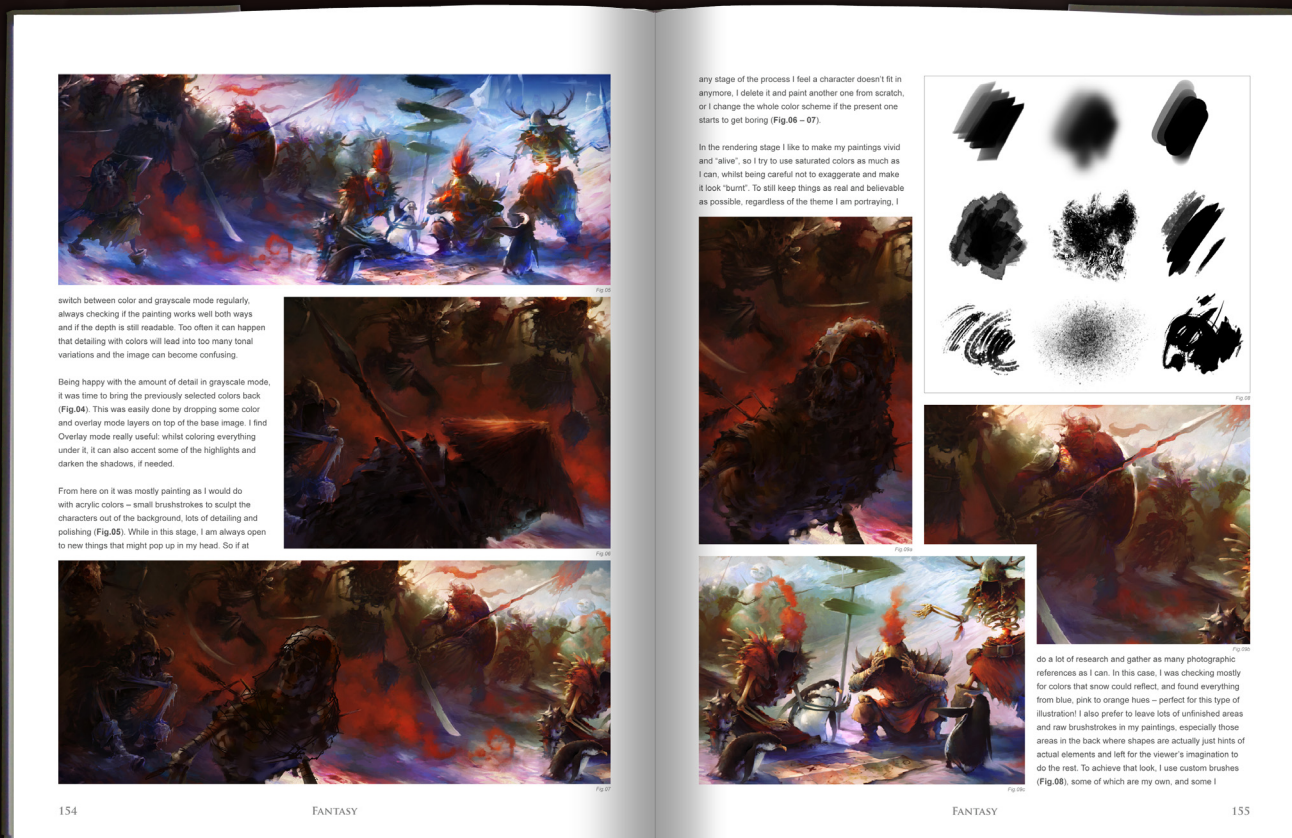 Fig.05
switch between color and grayscale mode regularly,
always checking if the painting works well both ways
and if the depth is still readable. Too often it can happen
that detailing with colors will lead into too many tonal
variations and the image can become confusing.
Being happy with the amount of detail in grayscale mode,
it was time to bring the previously selected colors back
(Fig.04). This was easily done by dropping some color
and overlay mode layers on top of the base image. I find
Overlay mode really useful: whilst coloring everything
under it, it can also accent some of the highlights and
darken the shadows, if needed.
From here on it was mostly painting as I would do
with acrylic colors – small brushstrokes to sculpt the
characters out of the background, lots of detailing and
polishing (Fig.05). While in this stage, I am always open
to new things that might pop up in my head. So if at
Fig.06
Fig.07
154
FANTASY
any stage of the process I feel a character doesn’t fit in
anymore, I delete it and paint another one from scratch,
or I change the whole color scheme if the present one
starts to get boring (Fig.06 – 07).
In the rendering stage I like to make my paintings vivid
and “alive”, so I try to use saturated colors as much as
I can, whilst being careful not to exaggerate and make
it look “burnt”. To still keep things as real and believable
as possible, regardless of the theme I am portraying, I
Fig.08
Fig.09a
Fig.09b
do a lot of research and gather as many photographic
references as I can. In this case, I was checking mostly
for colors that snow could reflect, and found everything
from blue, pink to orange hues – perfect for this type of
illustration! I also prefer to leave lots of unfinished areas
and raw brushstrokes in my paintings, especially those
areas in the back where shapes are actually just hints of
actual elements and left for the viewer’s imagination to
do the rest. To achieve that look, I use custom brushes
(Fig.08), some of which are my own, and some I
Fig.09c
FANTASY
155